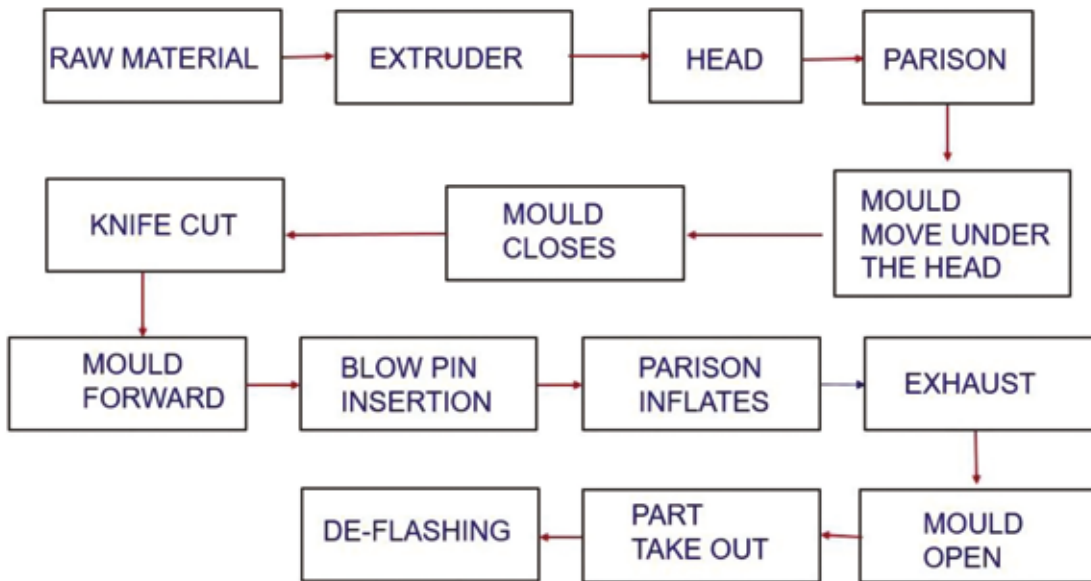 RAW MATERIAL
EXTRUDER
HEAD
PARISON
MOULD
MOVE UNDER
THE HEAD
MOULD
CLOSES
KNIFE CUT
MOULD
FORWARD
BLOW PIN
INSERTION
PARISON
INFLATES
EXHAUST
MOULD
OPEN
PART
TAKE OUT
DE-FLASHING